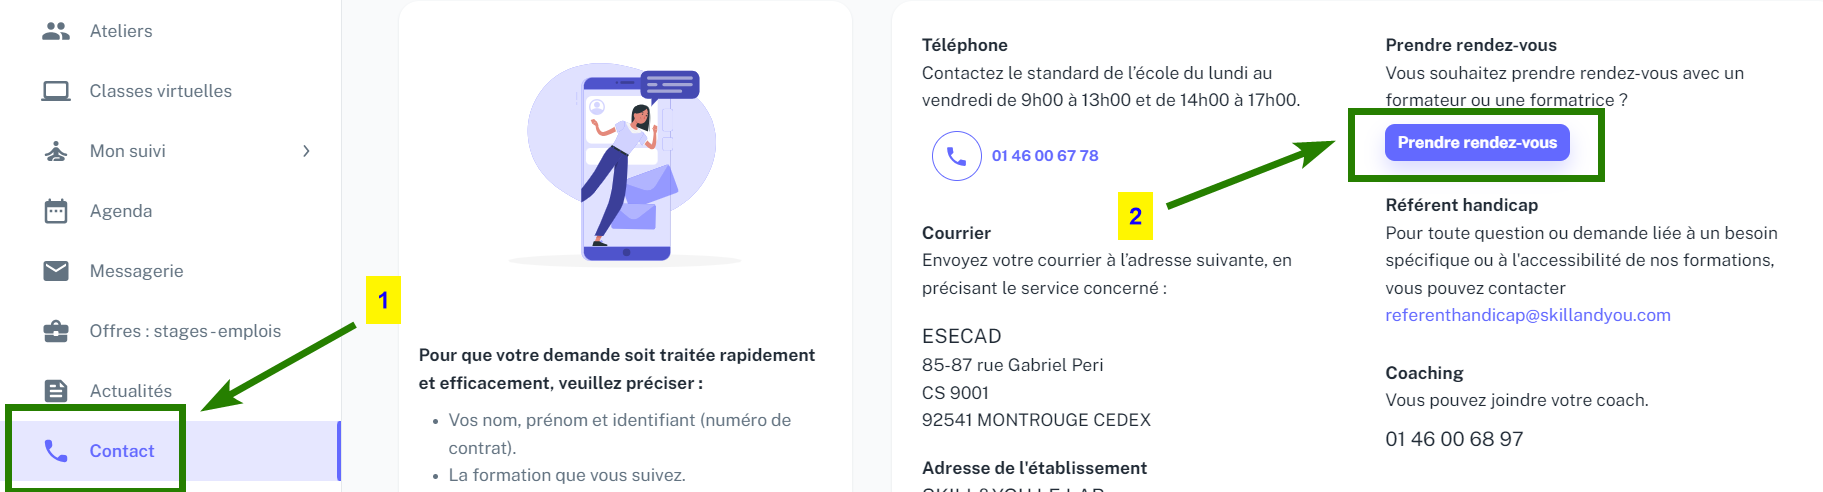 Ateliers
Classes virtuelles
Mon suivi
Agenda
Messagerie
Offres : stages - emplois
Actualités
Contact
1
Pour que votre demande soit traitée rapidement
et efficacement, veuillez préciser :
• Vos nom, prénom et identifiant (numéro de
contrat).
• La formation que vous suivez.
Téléphone
Contactez le standard de l'école du lundi au
vendredi de 9h00 à 13h00 et de 14h00 à 17h00.
01 46 00 67 78
2
Courrier
Envoyez votre courrier à l'adresse suivante, en
précisant le service concerné :
ESECAD
85-87 rue Gabriel Peri
CS 9001
92541 MONTROUGE CEDEX
Adresse de l'établissement
SKILL&YOU LE LAB
Prendre rendez-vous
Vous souhaitez prendre rendez-vous avec un
formateur ou une formatrice ?
Prendre rendez-vous
Référent handicap
Pour toute question ou demande liée à un besoin
spécifique ou à l'accessibilité de nos formations,
vous pouvez contacter
referenthandicap@skillandyou.com
Coaching
Vous pouvez joindre votre coach.
01 46 00 68 97